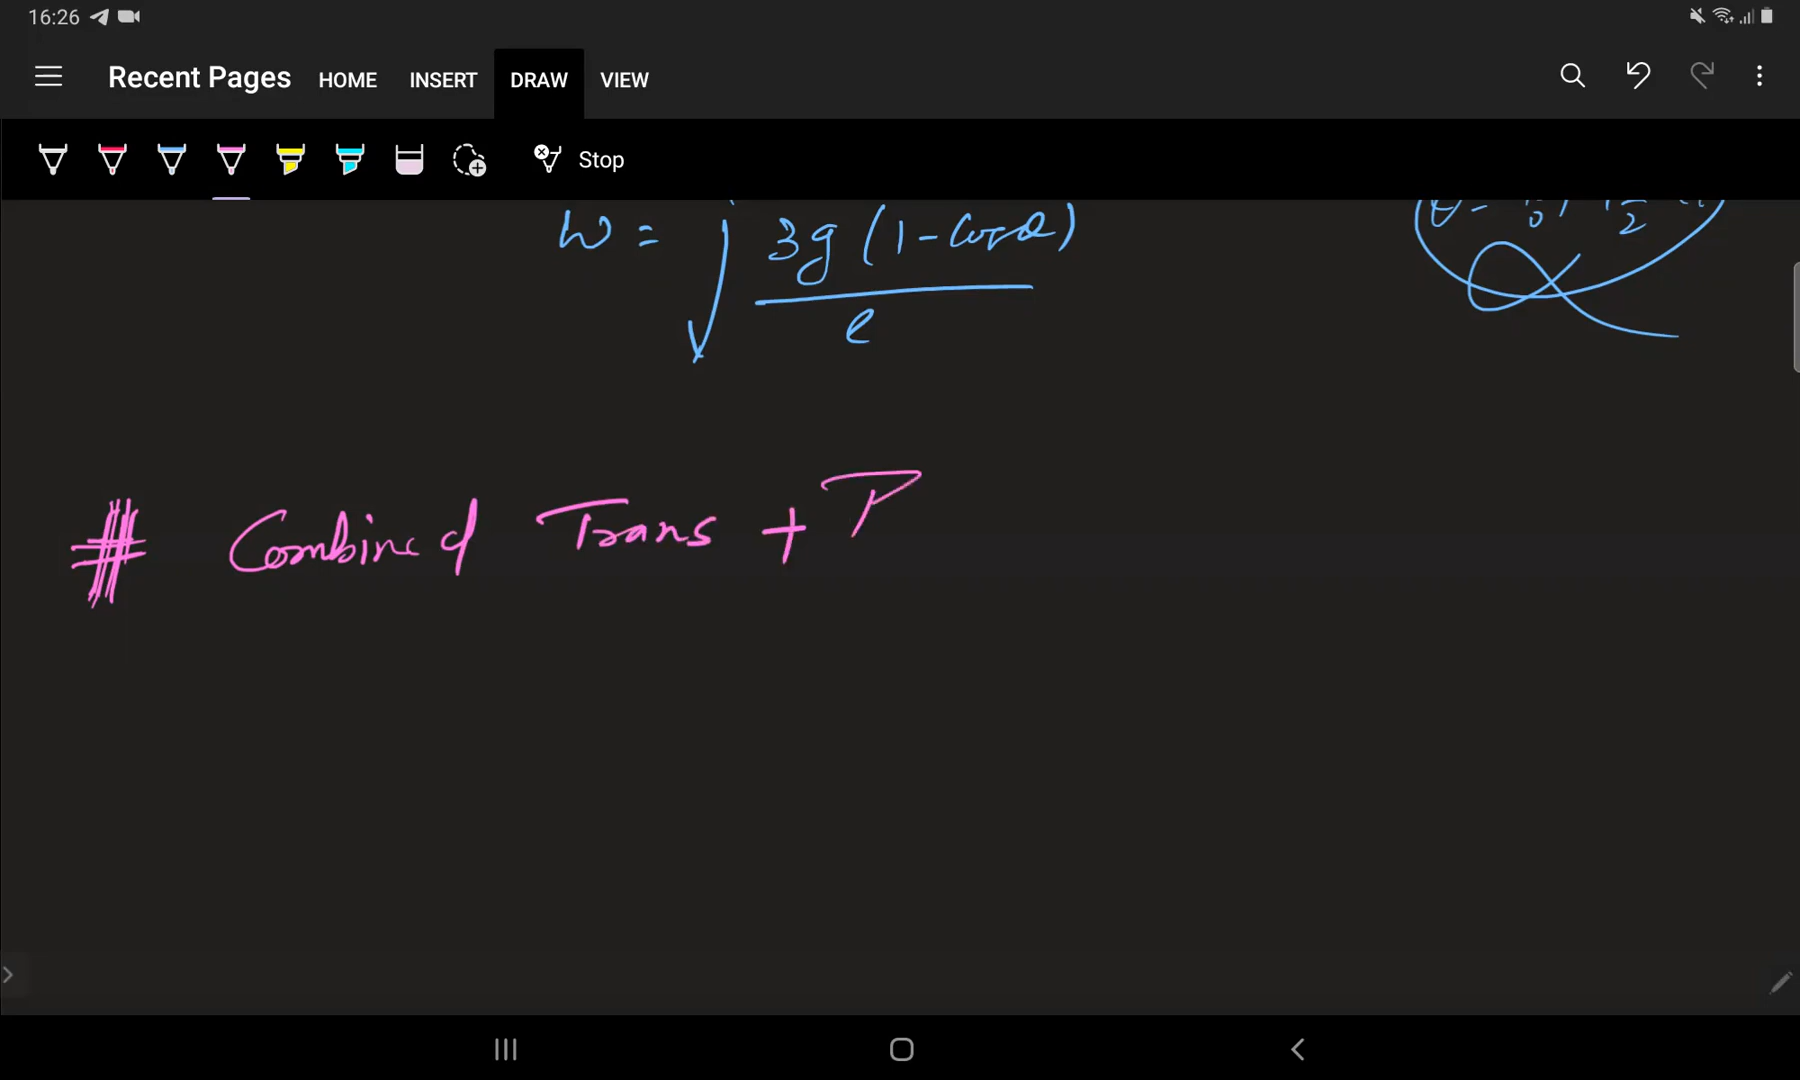 16:26
Recent Pages HOME INSERT DRAW VIEW
Stop
ω = √ 3g (1 - cosθ)
l
# Combined Trans +